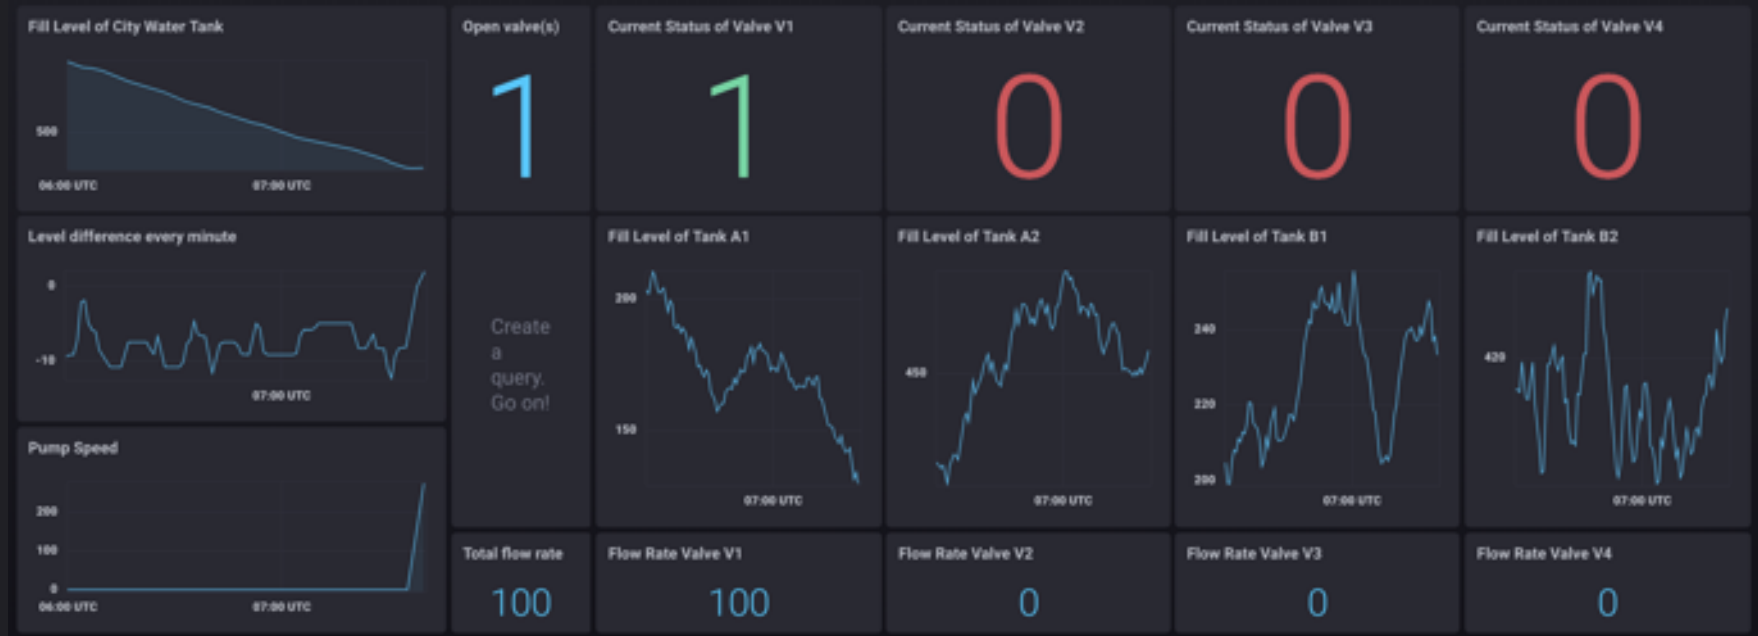 Fill Level of City Water Tank
500
06:00 UTC
07:00 UTC
Open valve(s)
1
Current Status of Valve V1
1
Current Status of Valve V2
0
Current Status of Valve V3
0
Current Status of Valve V4
0
Level difference every minute
0
-10
07:00 UTC
Create
a
query.
Go on!
Fill Level of Tank A1
200
150
07:00 UTC
Fill Level of Tank A2
450
07:00 UTC
Fill Level of Tank B1
240
220
200
07:00 UTC
Fill Level of Tank B2
420
07:00 UTC
Pump Speed
200
100
0
06:00 UTC
07:00 UTC
Total flow rate
100
Flow Rate Valve V1
100
Flow Rate Valve V2
0
Flow Rate Valve V3
0
Flow Rate Valve V4
0